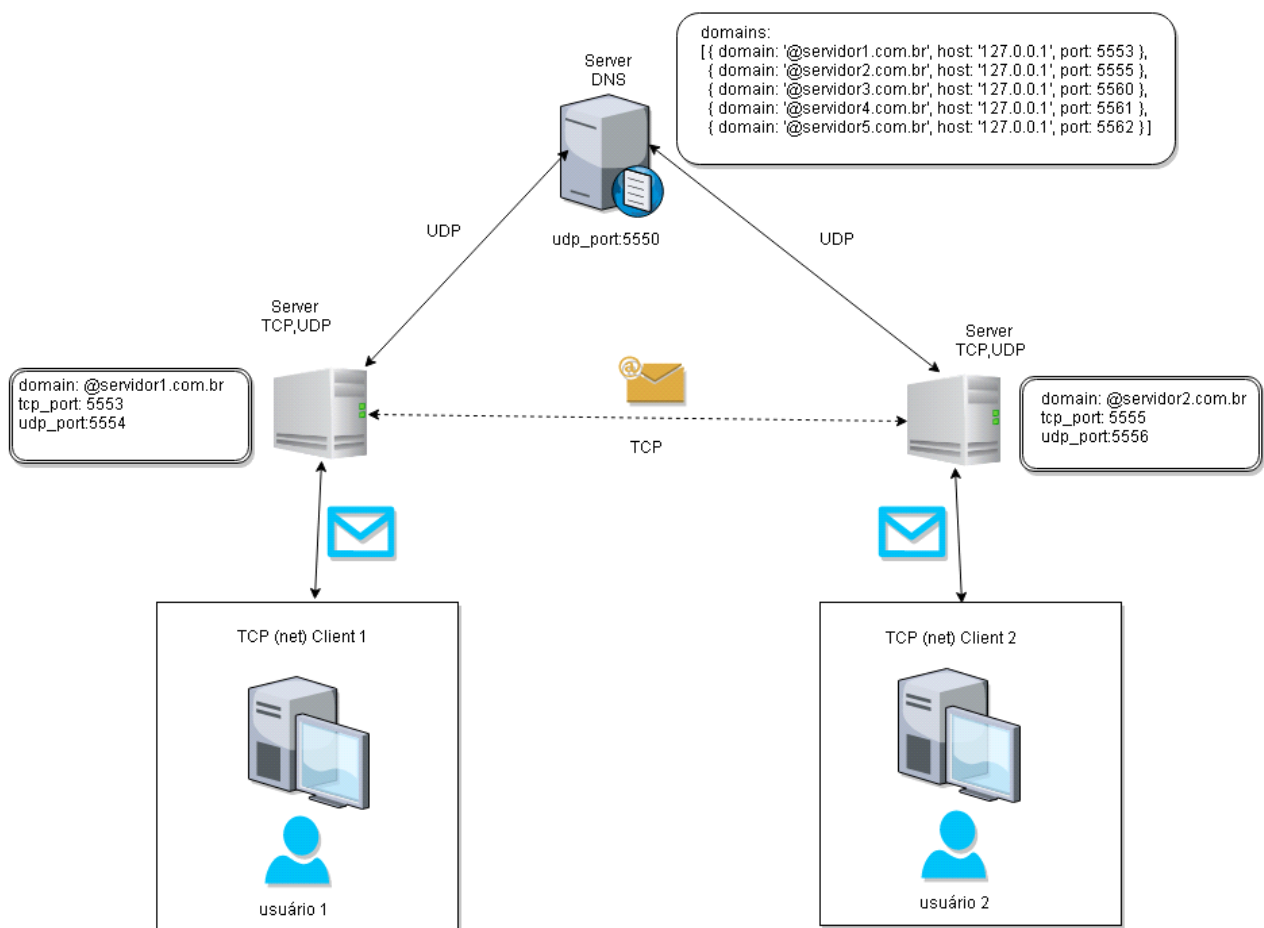 domains:
[{ domain: '@servidor1.com.br', host: '127.0.0.1', port: 5553 },
{ domain: '@servidor2.com.br', host: '127.0.0.1', port: 5555 },
{ domain: '@servidor3.com.br', host: '127.0.0.1', port: 5560 },
{ domain: '@servidor4.com.br', host: '127.0.0.1', port: 5561 },
{ domain: '@servidor5.com.br', host: '127.0.0.1', port: 5562 }]
Server
DNS
udp_port:5550
UDP
UDP
Server
TCP,UDP
Server
TCP,UDP
domain: @servidor1.com.br
tcp_port: 5553
udp_port:5554
@
TCP
domain: @servidor2.com.br
tcp_port: 5555
udp_port:5556
TCP (net) Client 1
usuário 1
TCP (net) Client 2
usuário 2